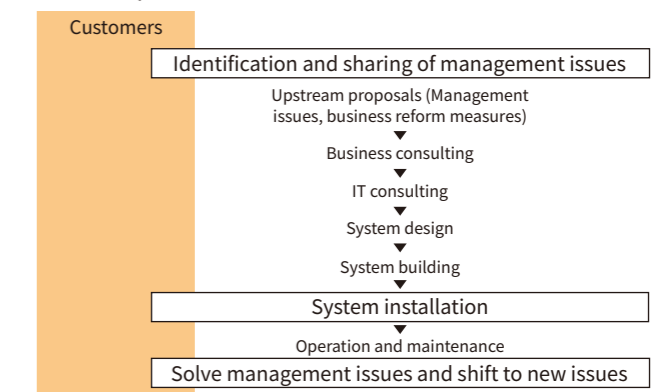 Customers
Identification and sharing of management issues
Upstream proposals (Management
issues, business reform measures)
Business consulting
IT consulting
System design
System building
System installation
Operation and maintenance
Solve management issues and shift to new issues